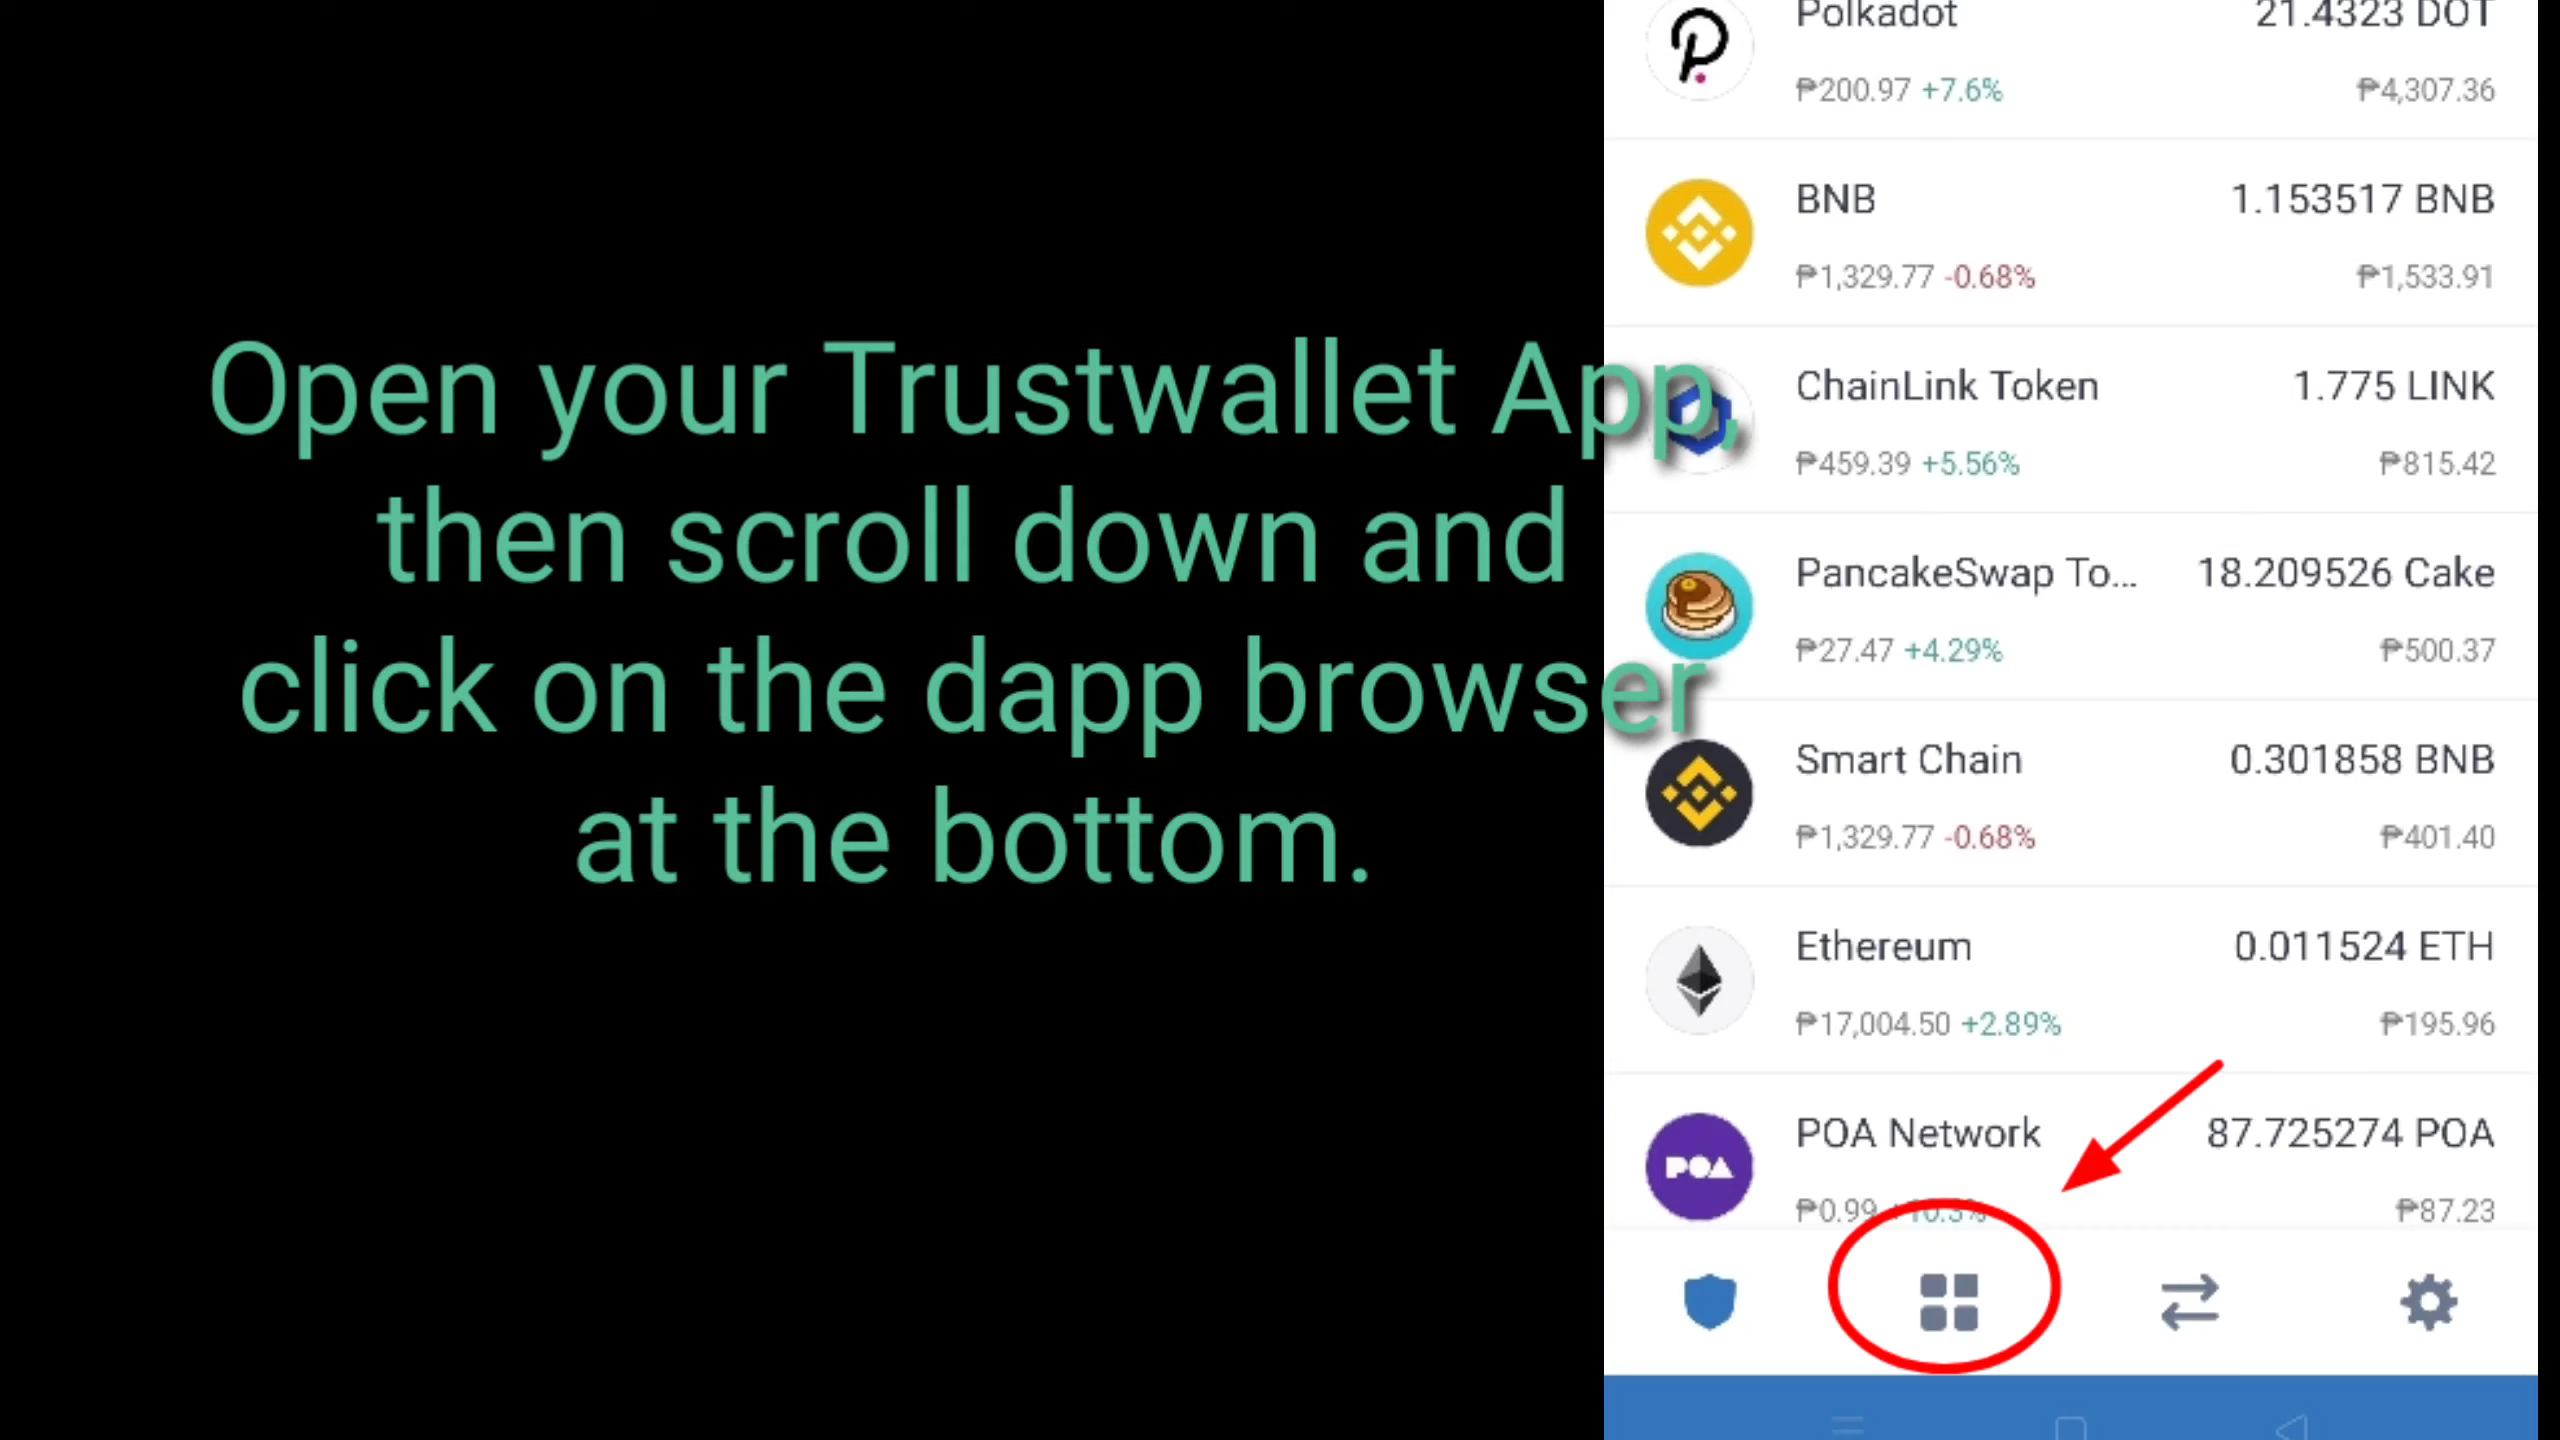 Open your Trustwallet App,
then scroll down and
click on the dapp browser
at the bottom.
Polkadot 21.4323 DOT
₱200.97 +7.6% ₱4,307.36
BNB 1.153517 BNB
₱1,329.77 -0.68% ₱1,533.91
ChainLink Token 1.775 LINK
₱459.39 +5.56% ₱815.42
PancakeSwap To... 18.209526 Cake
₱27.47 +4.29% ₱500.37
Smart Chain 0.301858 BNB
₱1,329.77 -0.68% ₱401.40
Ethereum 0.011524 ETH
₱17,004.50 +2.89% ₱195.96
POA Network 87.725274 POA
POA
₱0.99 ₱87.23